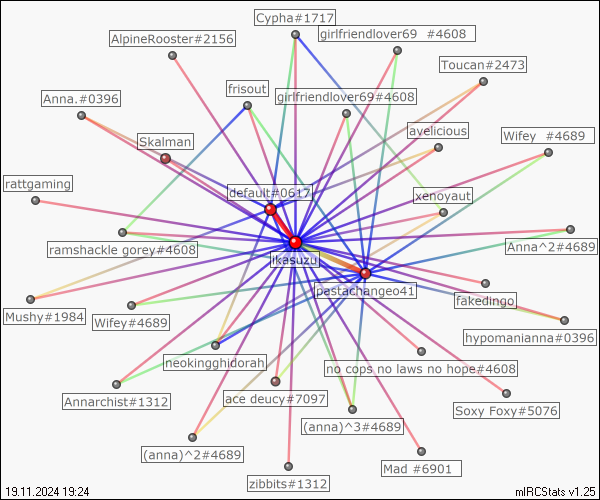 Cypha#1717
girlfriendlover69 #4608
AlpineRooster#2156
Toucan#2473
frisout
girlfriendlover69#4608
Anna.#0396
avelicious
Skalman
Wifey #4689
rattgaming
default#0617
xenoyaut
ramshackle gorey#4608
Anna^2#4689
likasuzu
pastachangeo41
fakedingo
Mushy#1984
Wifey#4689
hypomanianna#0396
neokingghidorah
no cops no laws no hope#4608
Annarchist#1312
ace deucy#7097
Soxy Foxy#5076
(anna)^3#4689
(anna)^2#4689
Mad #6901
zibbits#1312
19.11.2024 19:24
mIRCStats v1.25